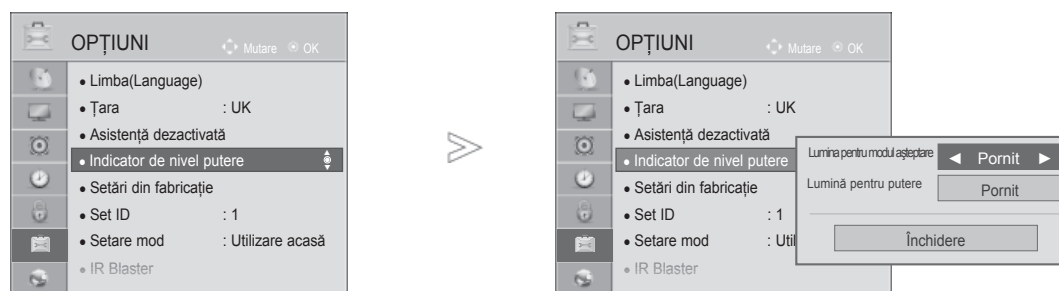 OPȚIUNI
Mutare OK
• Limba(Language)
• Țara : UK
• Asistență dezactivată
• Indicator de nivel putere
• Setări din fabricație
• Set ID : 1
• Setare mod : Utilizare acasă
• IR Blaster
OPȚIUNI
Mutare OK
• Limba(Language)
• Țara : UK
• Asistență dezactivată
• Indicator de nivel putere
• Setări din fabricație
• Set ID : 1
• Setare mod : Util
• IR Blaster
Lumina pentru modul așteptare ◄ Pornit ►
Lumină pentru putere Pornit
Închidere